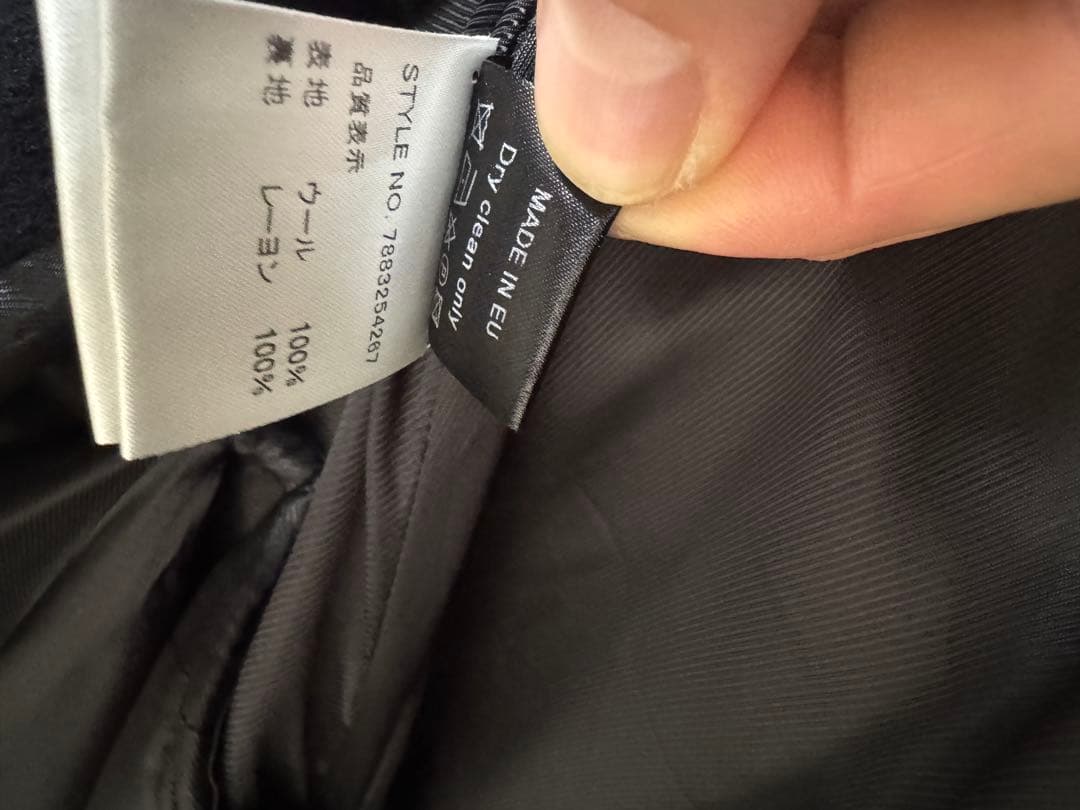 STYLE NO. 7883254267
品質表示
表地 ウール 100%
裏地 レーヨン 100%
MADE IN EU
Dry clean only